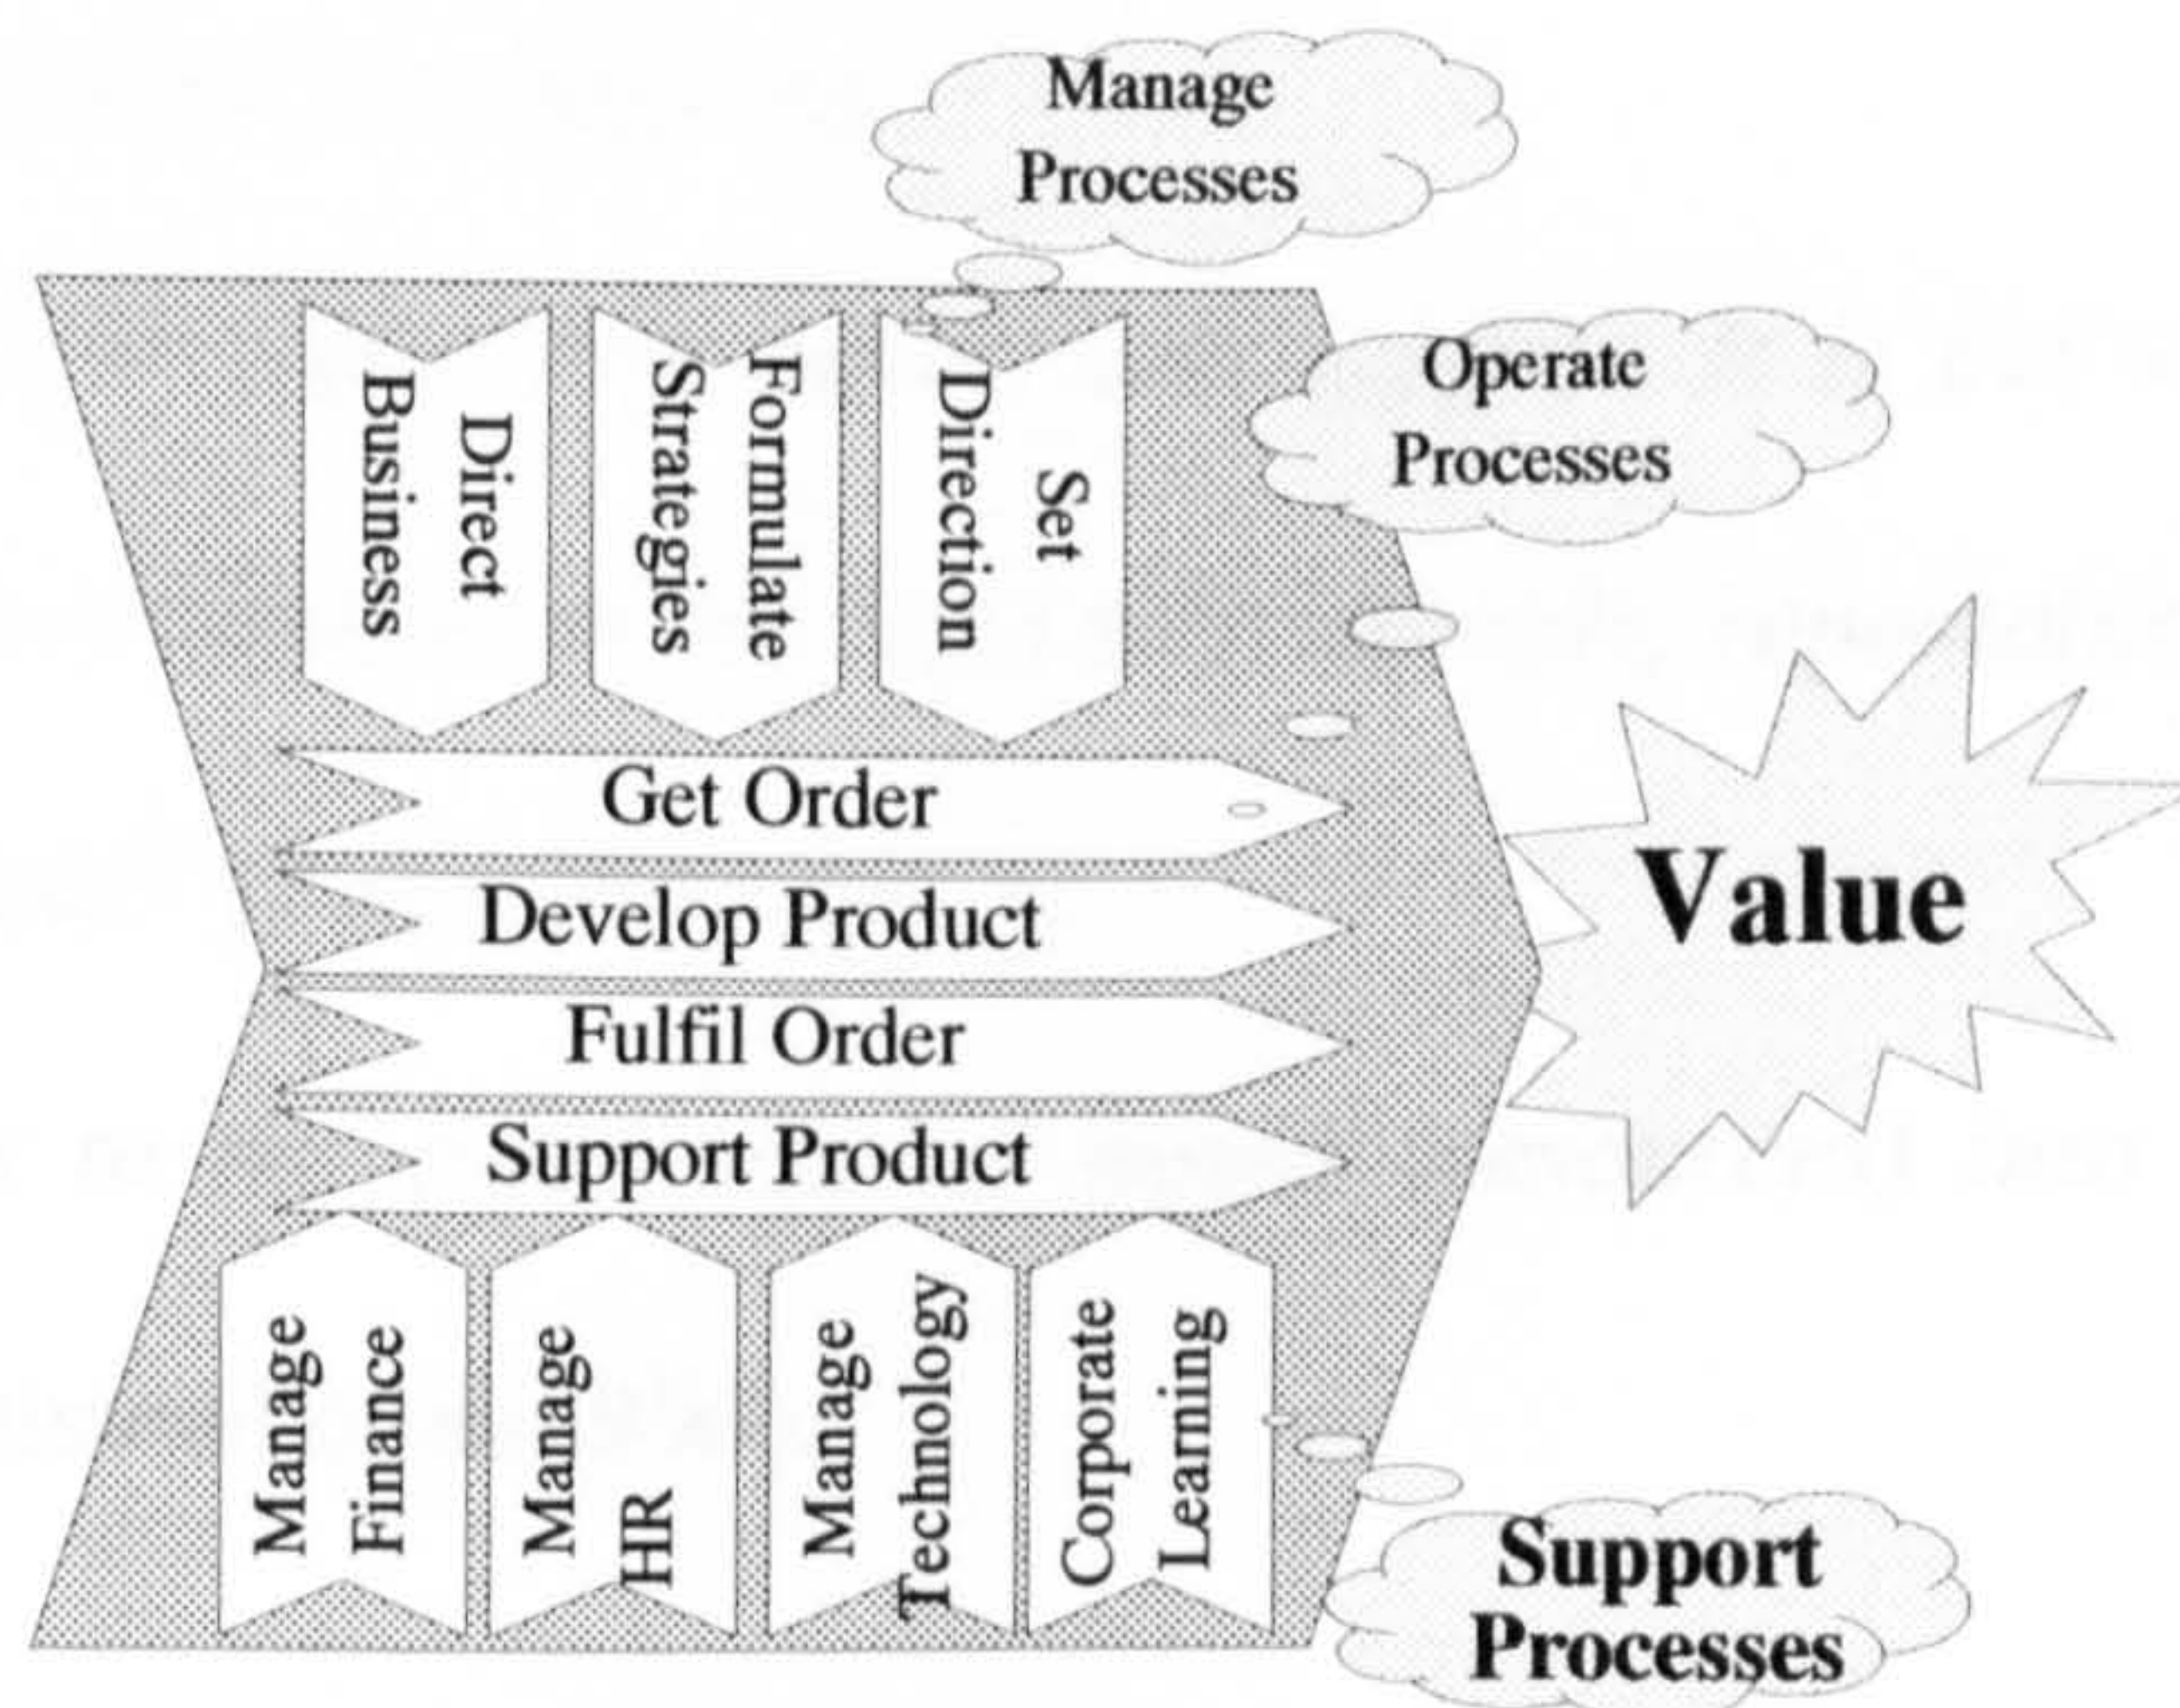 Manage
Processes
Operate
Processes
Direct
Business
Formulate
Strategies
Set
Direction
Get Order
Develop Product
Fulfil Order
Support Product
Value
Manage
Finance
Manage
HR
Manage
Technology
Corporate
Learning
Support
Processes